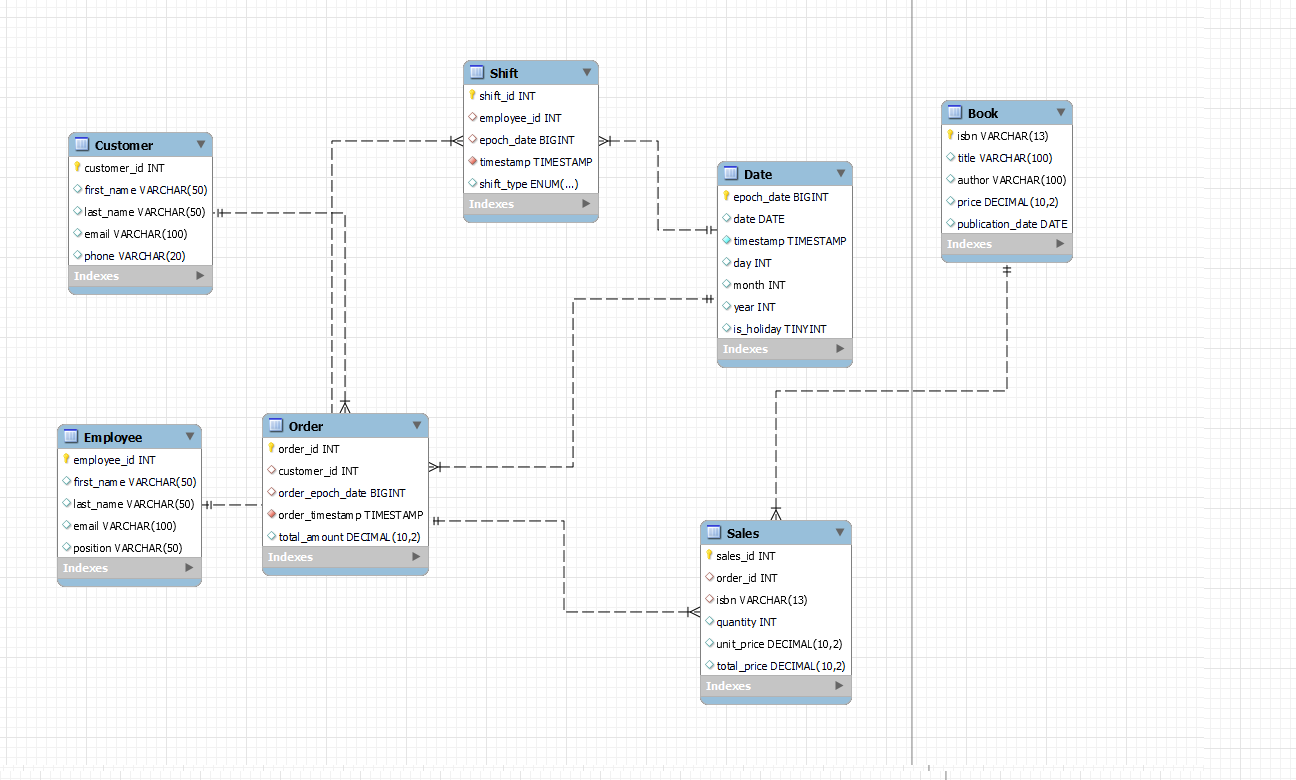 Shift
shift_id INT
employee_id INT
epoch_date BIGINT
timestamp TIMESTAMP
shift_type ENUM(...)
Indexes
Book
isbn VARCHAR(13)
title VARCHAR(100)
author VARCHAR(100)
price DECIMAL(10,2)
publication_date DATE
Indexes
Customer
customer_id INT
first_name VARCHAR(50)
last_name VARCHAR(50)
email VARCHAR(100)
phone VARCHAR(20)
Indexes
Date
epoch_date BIGINT
date DATE
timestamp TIMESTAMP
day INT
month INT
year INT
is_holiday TINYINT
Indexes
Employee
employee_id INT
first_name VARCHAR(50)
last_name VARCHAR(50)
email VARCHAR(100)
position VARCHAR(50)
Indexes
Order
order_id INT
customer_id INT
order_epoch_date BIGINT
order_timestamp TIMESTAMP
total_amount DECIMAL(10,2)
Indexes
Sales
sales_id INT
order_id INT
isbn VARCHAR(13)
quantity INT
unit_price DECIMAL(10,2)
total_price DECIMAL(10,2)
Indexes